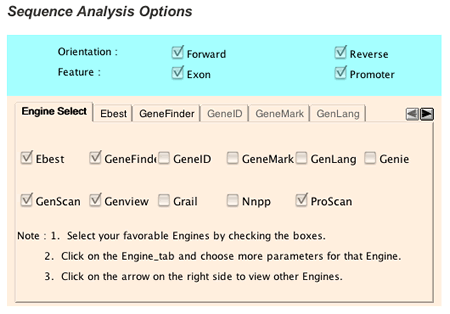 Sequence Analysis Options
Orientation : Forward Reverse
Feature : Exon Promoter
Engine Select Ebest GeneFinder GeneID GeneMark GenLang
Ebest GeneFinde GeneID GeneMark GenLang Genie
GenScan Genview Grail Nnpp ProScan
Note : 1. Select your favorable Engines by checking the boxes.
2. Click on the Engine_tab and choose more parameters for that Engine.
3. Click on the arrow on the right side to view other Engines.